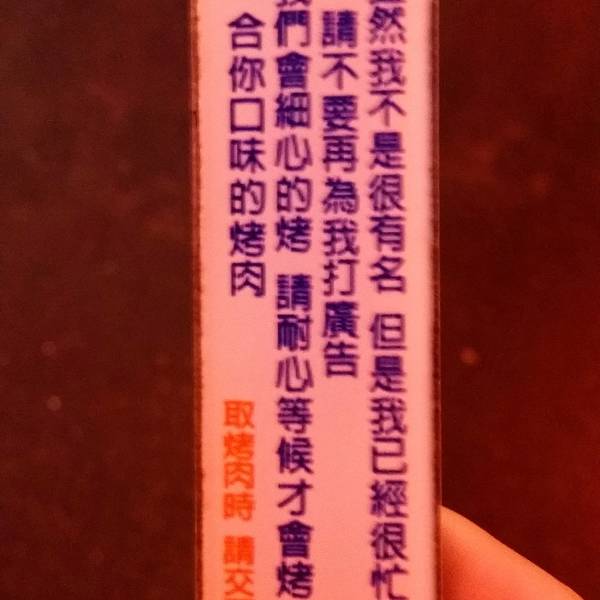 然我不是很有名 但是我已經很忙
請不要再為我打廣告
們會細心的烤 請耐心等候才會烤
合你口味的烤肉
取烤肉時 請交